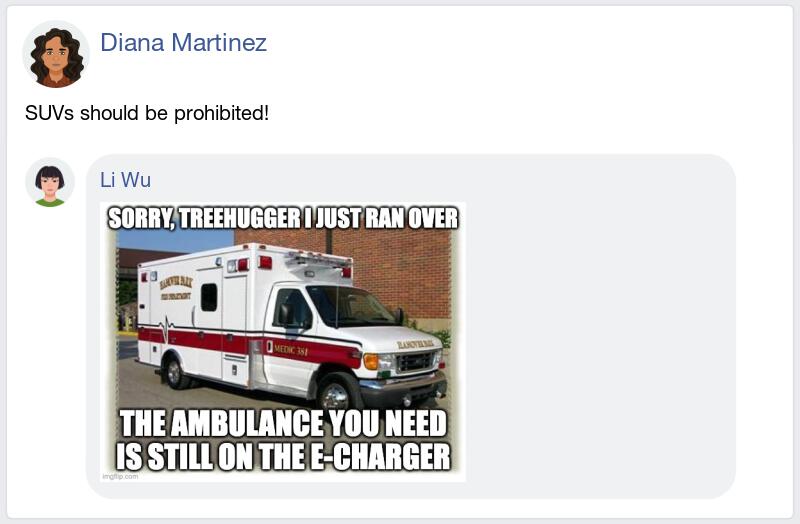 Diana Martinez
SUVs should be prohibited!
Li Wu
SORRY, TREEHUGGER I JUST RAN OVER
HANOVER PARK
FIRE DEPARTMENT
MEDIC 381
HANOVER PARK
THE AMBULANCE YOU NEED
IS STILL ON THE E-CHARGER
imgflip.com